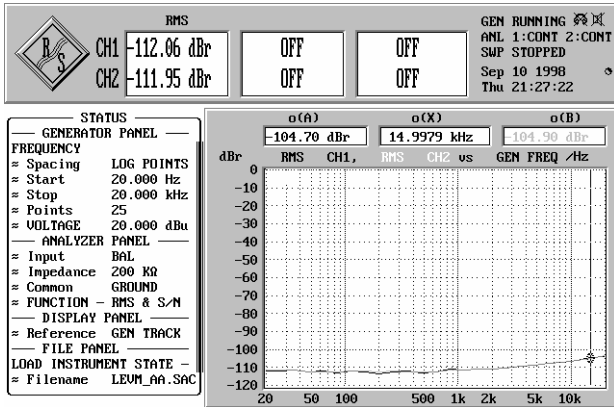 RMS
GEN RUNNING
R S
CH1 -112.06 dBr OFF OFF
ANL 1:CONT 2:CONT
SWP STOPPED
CH2 -111.95 dBr OFF OFF
Sep 10 1998
Thu 21:27:22
STATUS
GENERATOR PANEL
FREQUENCY
≈ Spacing LOG POINTS
≈ Start 20.000 Hz
≈ Stop 20.000 kHz
≈ Points 25
≈ VOLTAGE 20.000 dBu
ANALYZER PANEL
≈ Input BAL
≈ Impedance 200 KΩ
≈ Common GROUND
≈ FUNCTION - RMS & S/N
DISPLAY PANEL
≈ Reference GEN TRACK
FILE PANEL
LOAD INSTRUMENT STATE -
≈ Filename LEVM_AA.SAC
o(A) o(X) o(B)
-104.70 dBr 14.9979 kHz -104.90 dBr
dBr RMS CH1, RMS CH2 vs GEN FREQ /Hz
0
-10
-20
-30
-40
-50
-60
-70
-80
-90
-100
-110
-120
20 50 100 500 1k 2k 5k 10k